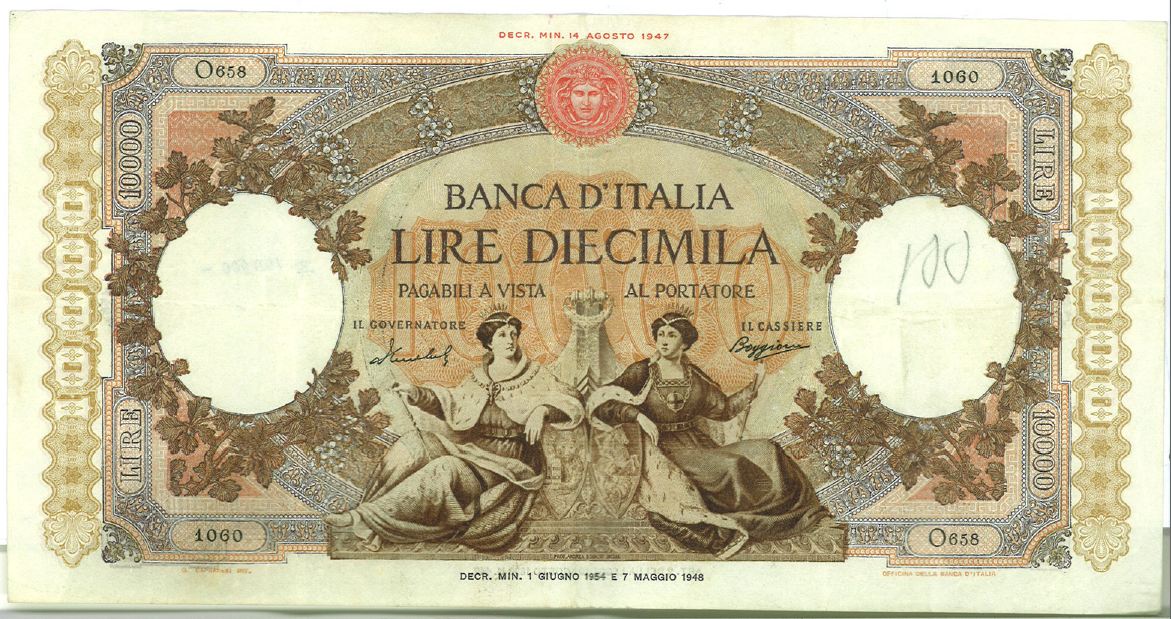 DECR. MIN. 14 AGOSTO 1947
O658
1060
10000
LIRE
BANCA D'ITALIA
LIRE DIECIMILA
PAGABILI A VISTA AL PORTATORE
IL GOVERNATORE
IL CASSIERE
100
LIRE
10000
1060
O658
DECR. MIN. 1 GIUGNO 1954 E 7 MAGGIO 1948
OFFICINA DELLA BANCA D'ITALIA